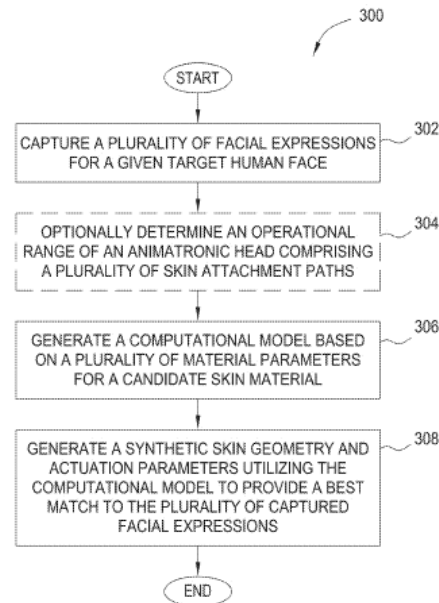 300
START
302
CAPTURE A PLURALITY OF FACIAL EXPRESSIONS
FOR A GIVEN TARGET HUMAN FACE
304
OPTIONALLY DETERMINE AN OPERATIONAL
RANGE OF AN ANIMATRONIC HEAD COMPRISING
A PLURALITY OF SKIN ATTACHMENT PATHS
306
GENERATE A COMPUTATIONAL MODEL BASED
ON A PLURALITY OF MATERIAL PARAMETERS
FOR A CANDIDATE SKIN MATERIAL
308
GENERATE A SYNTHETIC SKIN GEOMETRY AND
ACTUATION PARAMETERS UTILIZING THE
COMPUTATIONAL MODEL TO PROVIDE A BEST
MATCH TO THE PLURALITY OF CAPTURED
FACIAL EXPRESSIONS
END